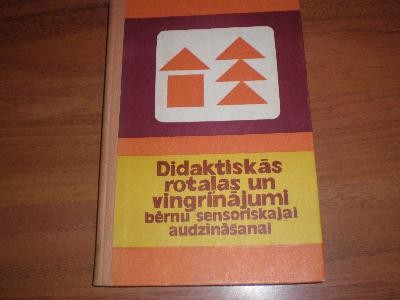 Didaktiskās
rotaļas un
vingrinājumi
bērnu sensoriskajai
audzināšanai